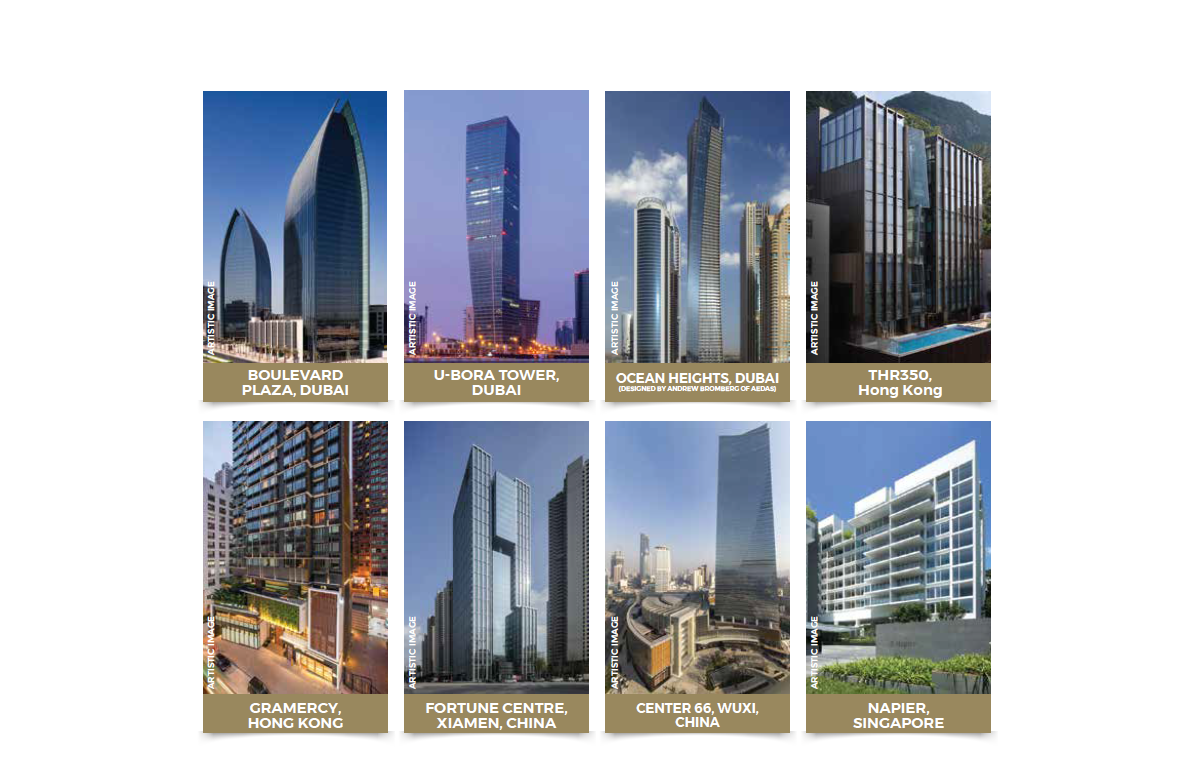 ARTISTIC IMAGE
BOULEVARD
PLAZA, DUBAI
ARTISTIC IMAGE
U-BORA TOWER,
DUBAI
ARTISTIC IMAGE
OCEAN HEIGHTS, DUBAI
(DESIGNED BY ANDREW BROMBERG OF AEDAS)
ARTISTIC IMAGE
THR350,
Hong Kong
ARTISTIC IMAGE
GRAMERCY,
HONG KONG
ARTISTIC IMAGE
FORTUNE CENTRE,
XIAMEN, CHINA
ARTISTIC IMAGE
CENTER 66, WUXI,
CHINA
ARTISTIC IMAGE
NAPIER,
SINGAPORE